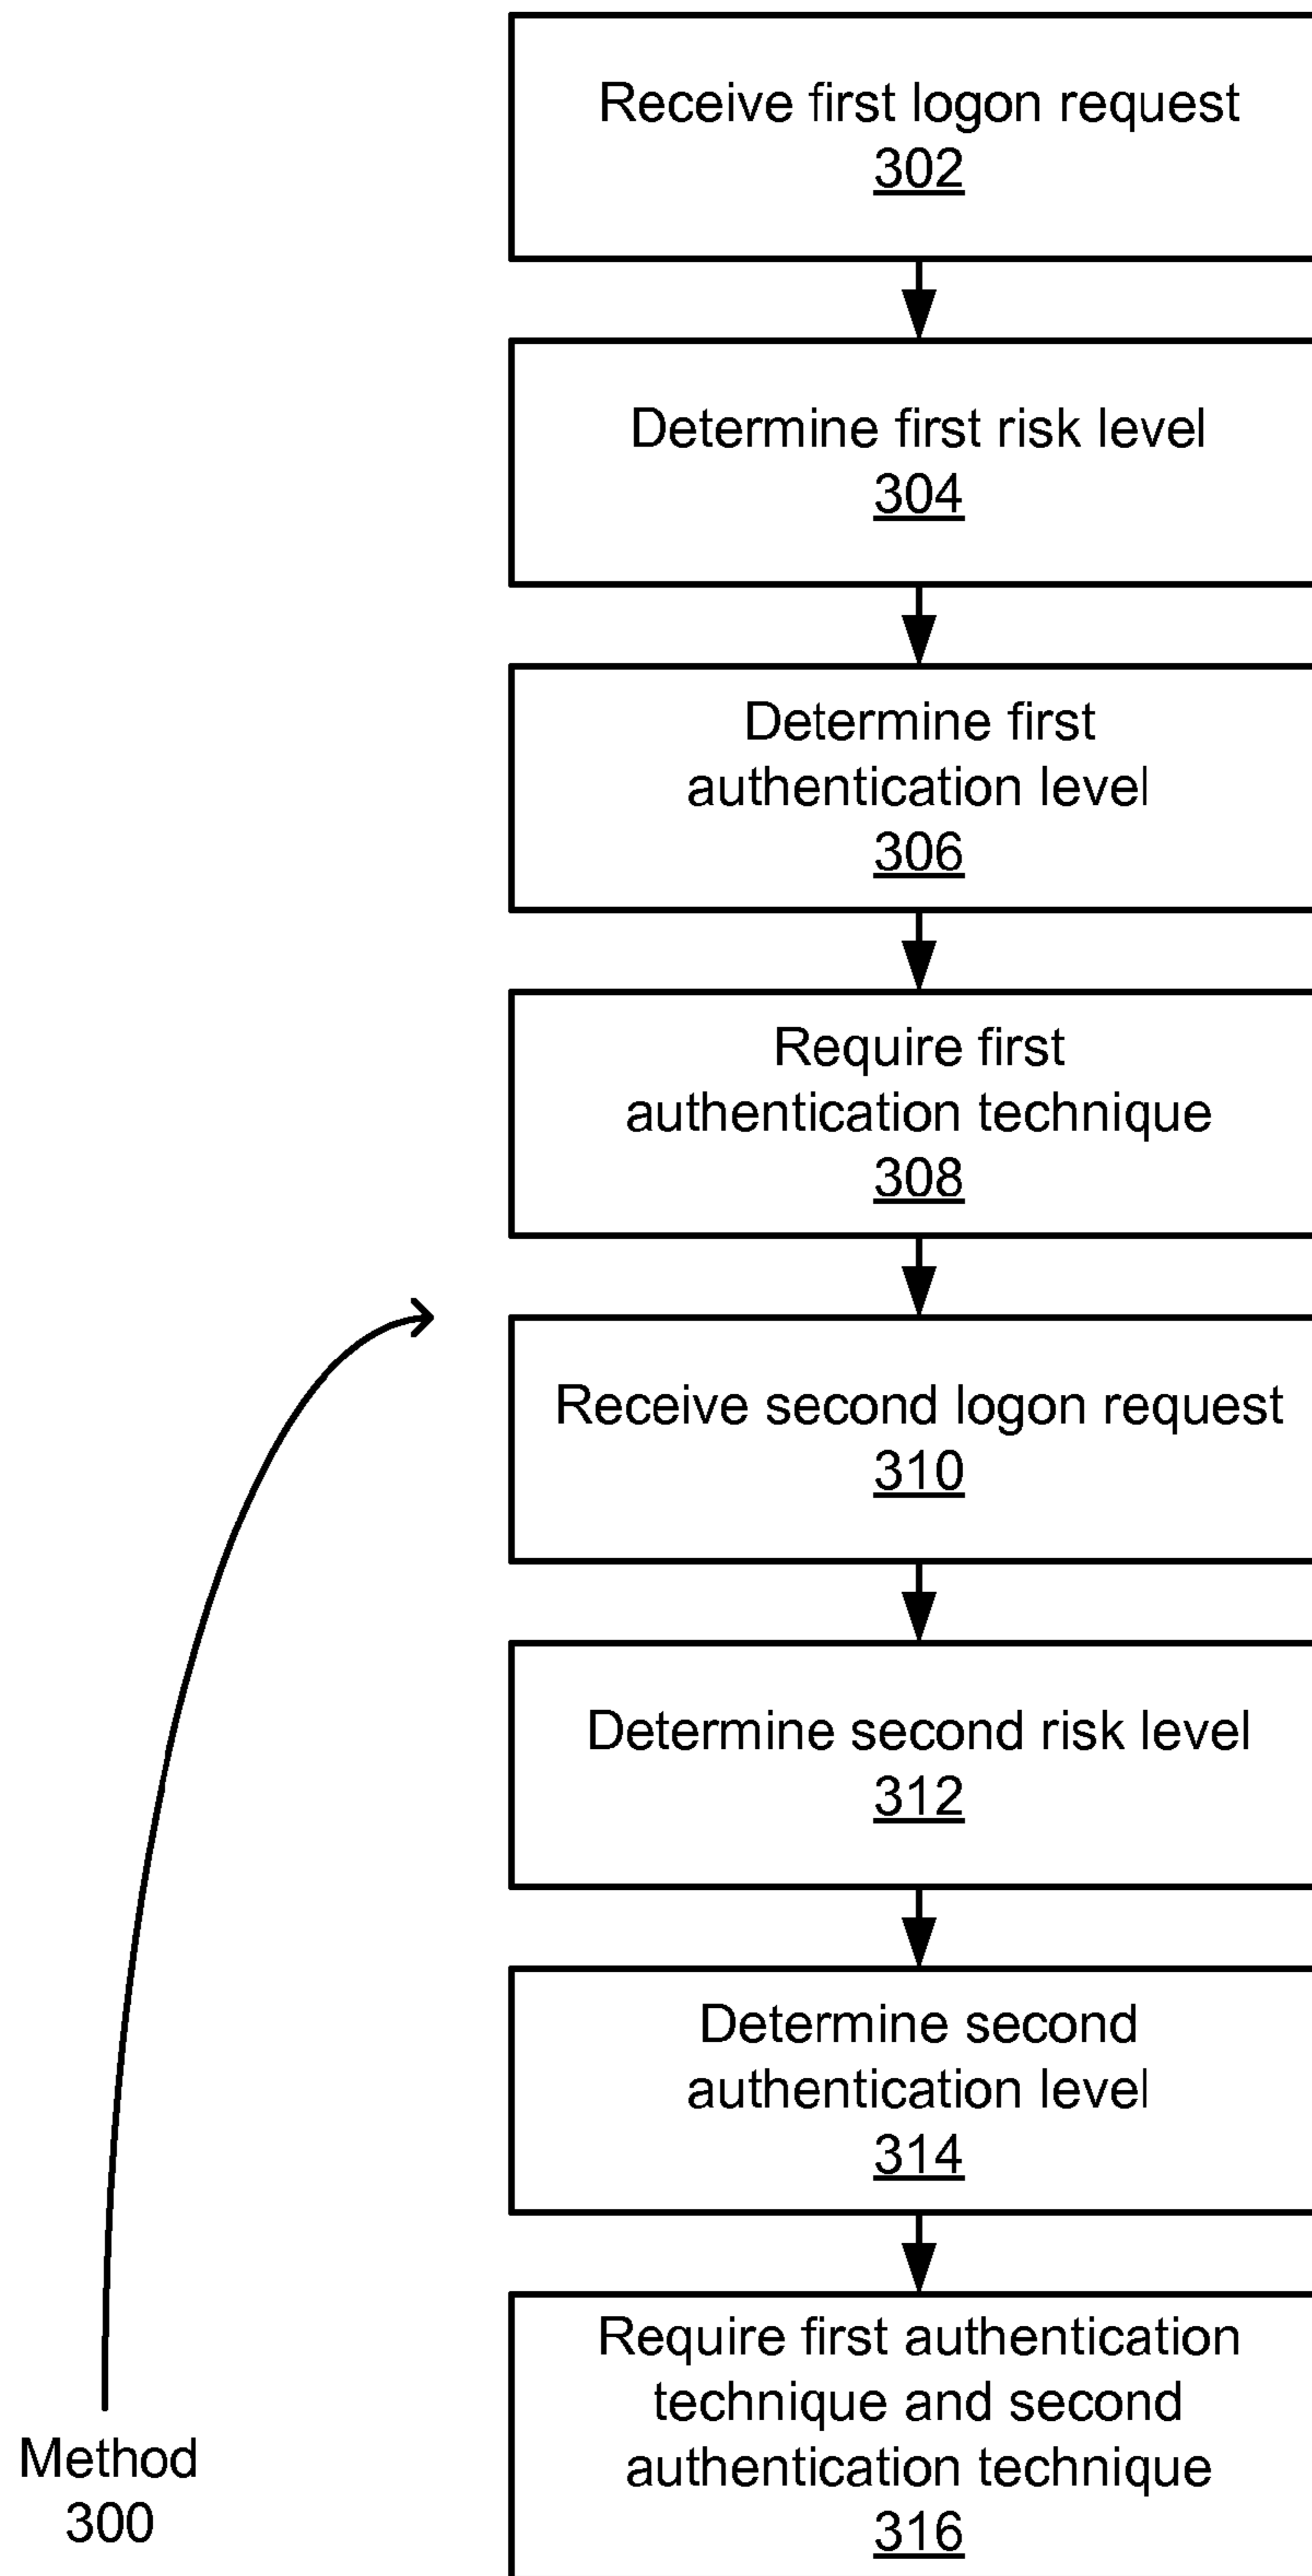 Receive first logon request
302
Determine first risk level
304
Determine first
authentication level
306
Require first
authentication technique
308
Receive second logon request
310
Determine second risk level
312
Determine second
authentication level
314
Require first authentication
technique and second
authentication technique
316
Method
300